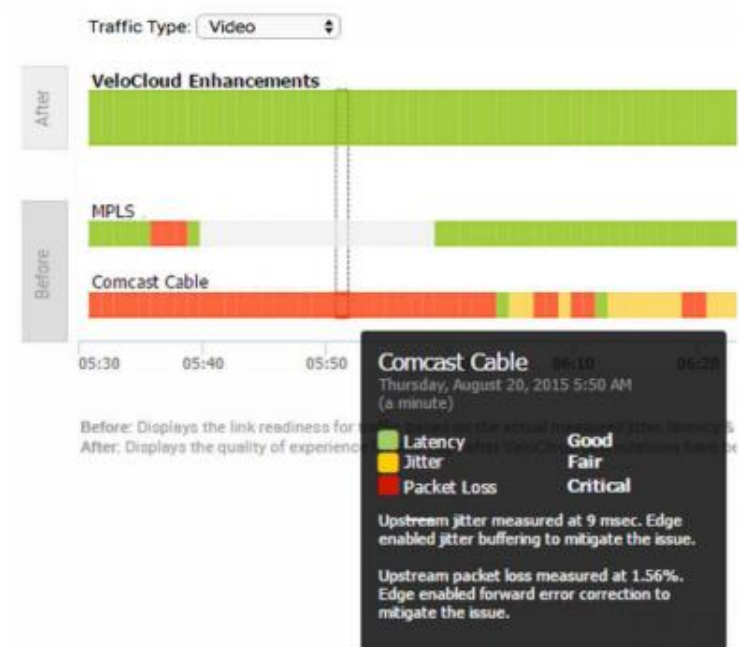 Traffic Type: Video
VeloCloud Enhancements
After
MPLS
Before
Comcast Cable
05:30 05:40 05:50 06:10 06:20
Before: Displays the link readiness for
After: Displays the quality of experience
Comcast Cable
Thursday, August 20, 2015 5:50 AM
(a minute)
Latency Good
Jitter Fair
Packet Loss Critical
Upstream jitter measured at 9 msec. Edge
enabled jitter buffering to mitigate the issue.
Upstream packet loss measured at 1.56%.
Edge enabled forward error correction to
mitigate the issue.